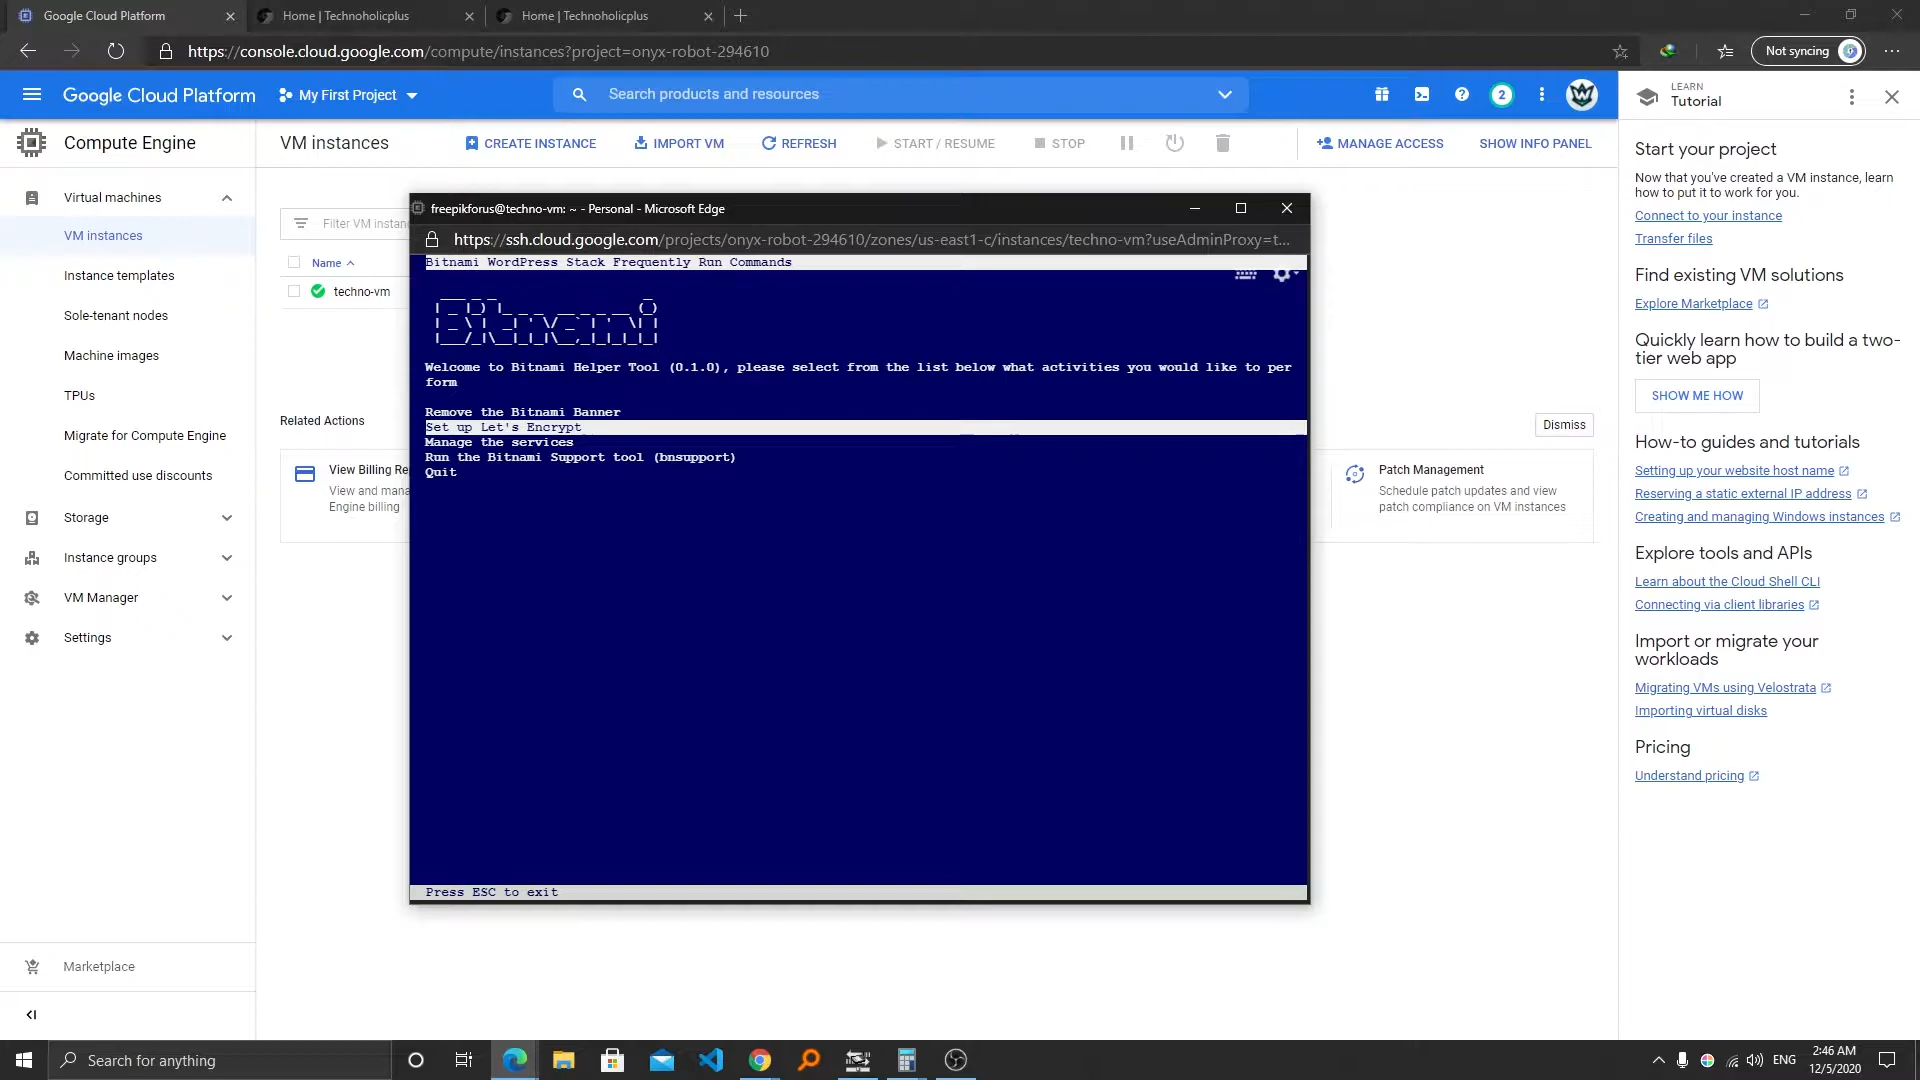 Google Cloud Platform
Home | Technoholicplus
Home | Technoholicplus
https://console.cloud.google.com/compute/instances?project=onyx-robot-294610
Not syncing
Google Cloud Platform
My First Project
Search products and resources
2
LEARN
Tutorial
Compute Engine
VM instances
CREATE INSTANCE
IMPORT VM
REFRESH
START / RESUME
STOP
MANAGE ACCESS
SHOW INFO PANEL
Virtual machines
VM instances
Instance templates
Sole-tenant nodes
Machine images
TPUs
Migrate for Compute Engine
Committed use discounts
Storage
Instance groups
VM Manager
Settings
Marketplace
Filter VM instan
Name
techno-vm
Related Actions
Dismiss
View Billing Re
View and mana
Engine billing
Patch Management
Schedule patch updates and view
patch compliance on VM instances
freepikforus@techno-vm: ~ - Personal - Microsoft Edge
https://ssh.cloud.google.com/projects/onyx-robot-294610/zones/us-east1-c/instances/techno-vm?useAdminProxy=t...
Bitnami WordPress Stack Frequently Run Commands
Bitnami
Welcome to Bitnami Helper Tool (0.1.0), please select from the list below what activities you would like to per
form
Remove the Bitnami Banner
Set up Let's Encrypt
Manage the services
Run the Bitnami Support tool (bnsupport)
Quit
Press ESC to exit
Start your project
Now that you've created a VM instance, learn
how to put it to work for you.
Connect to your instance
Transfer files
Find existing VM solutions
Explore Marketplace
Quickly learn how to build a two-
tier web app
SHOW ME HOW
How-to guides and tutorials
Setting up your website host name
Reserving a static external IP address
Creating and managing Windows instances
Explore tools and APIs
Learn about the Cloud Shell CLI
Connecting via client libraries
Import or migrate your
workloads
Migrating VMs using Velostrata
Importing virtual disks
Pricing
Understand pricing
Search for anything
ENG
2:46 AM
12/5/2020